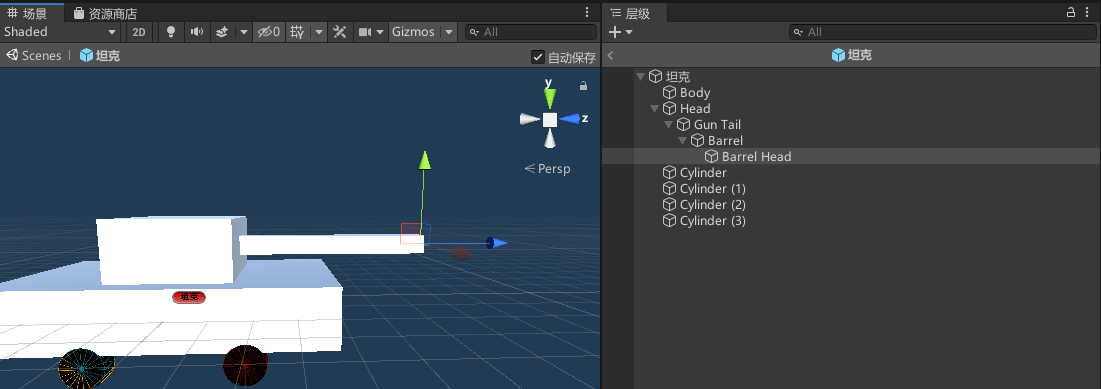 场景
资源商店
Shaded
2D
0
Gizmos
All
Scenes
坦克
自动保存
y
z
Persp
坦克
层级
All
坦克
坦克
Body
Head
Gun Tail
Barrel
Barrel Head
Cylinder
Cylinder (1)
Cylinder (2)
Cylinder (3)